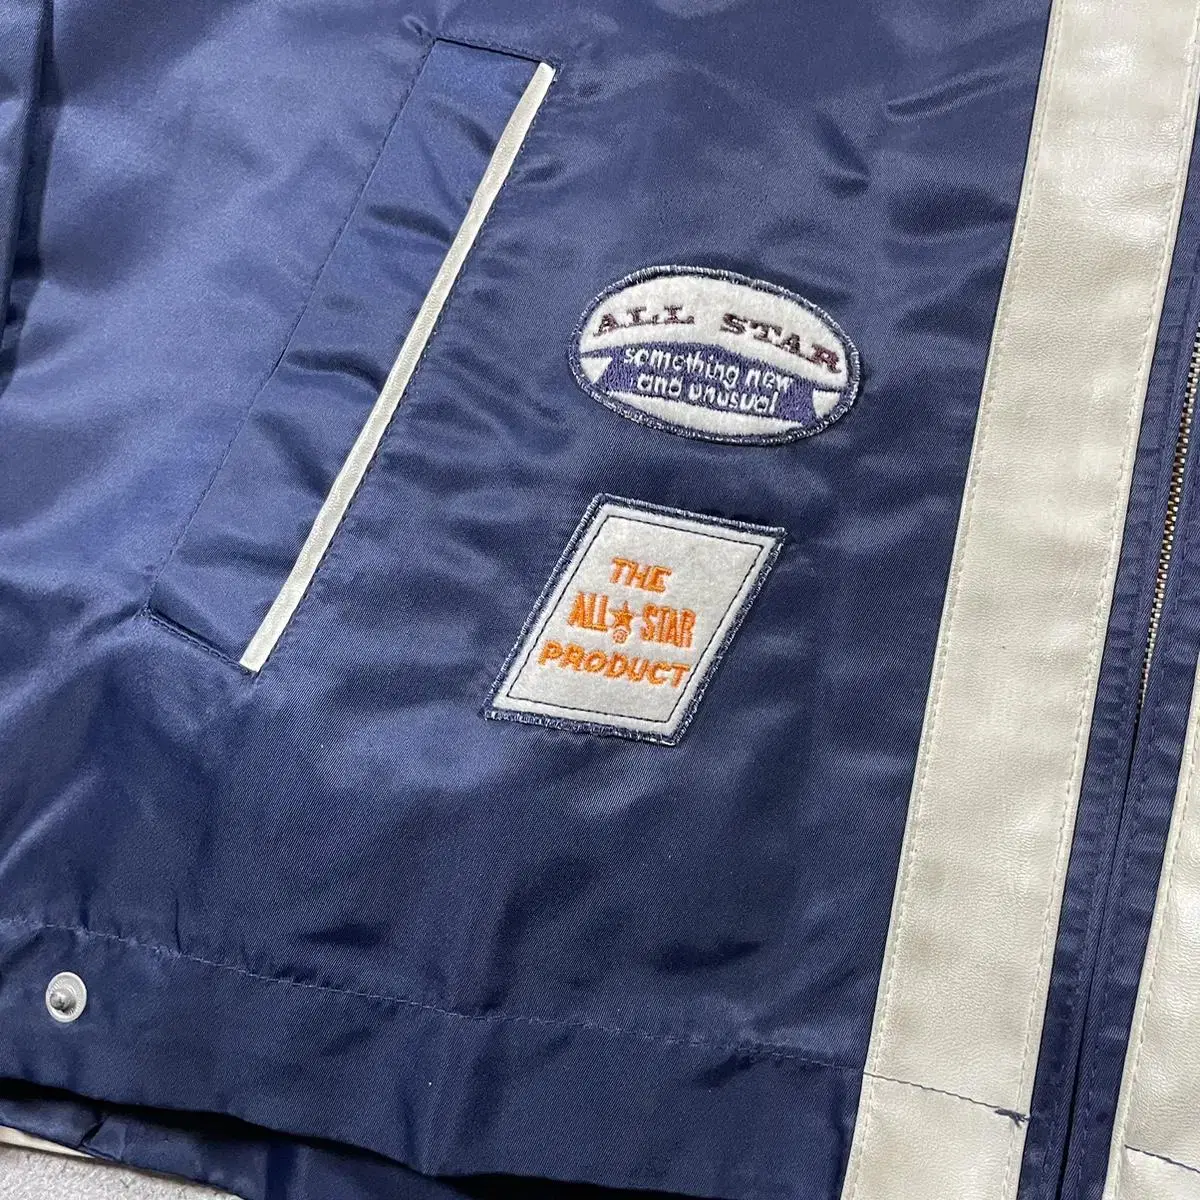 ALL STAR
something new
and unusual
THE
ALL★STAR
®
PRODUCT